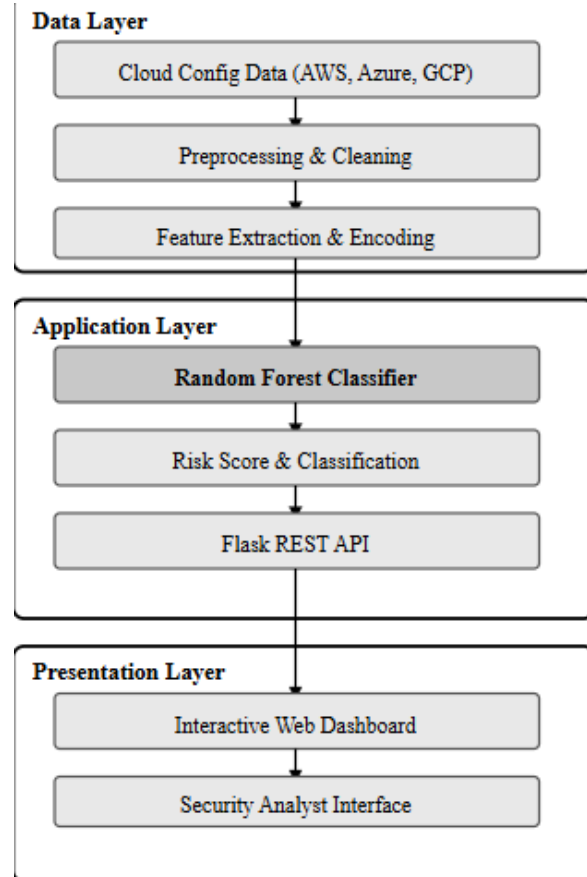 Data Layer
Cloud Config Data (AWS, Azure, GCP)
Preprocessing & Cleaning
Feature Extraction & Encoding
Application Layer
Random Forest Classifier
Risk Score & Classification
Flask REST API
Presentation Layer
Interactive Web Dashboard
Security Analyst Interface